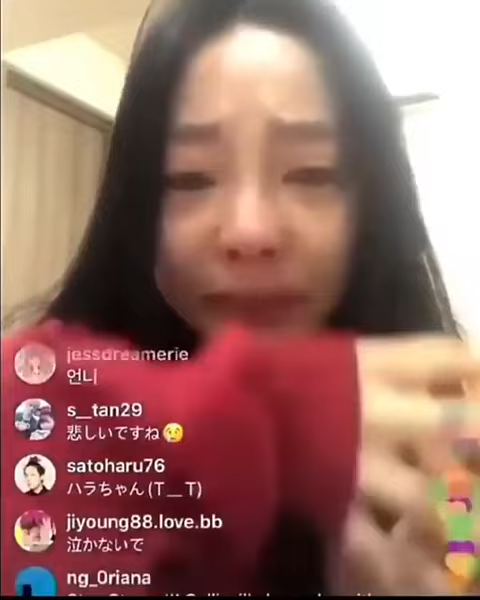 jessdreamerie
언니
s__tan29
悲しいですね😢
satoharu76
ハラちゃん (T__T)
jiyoung88.love.bb
泣かないで
ng_0riana